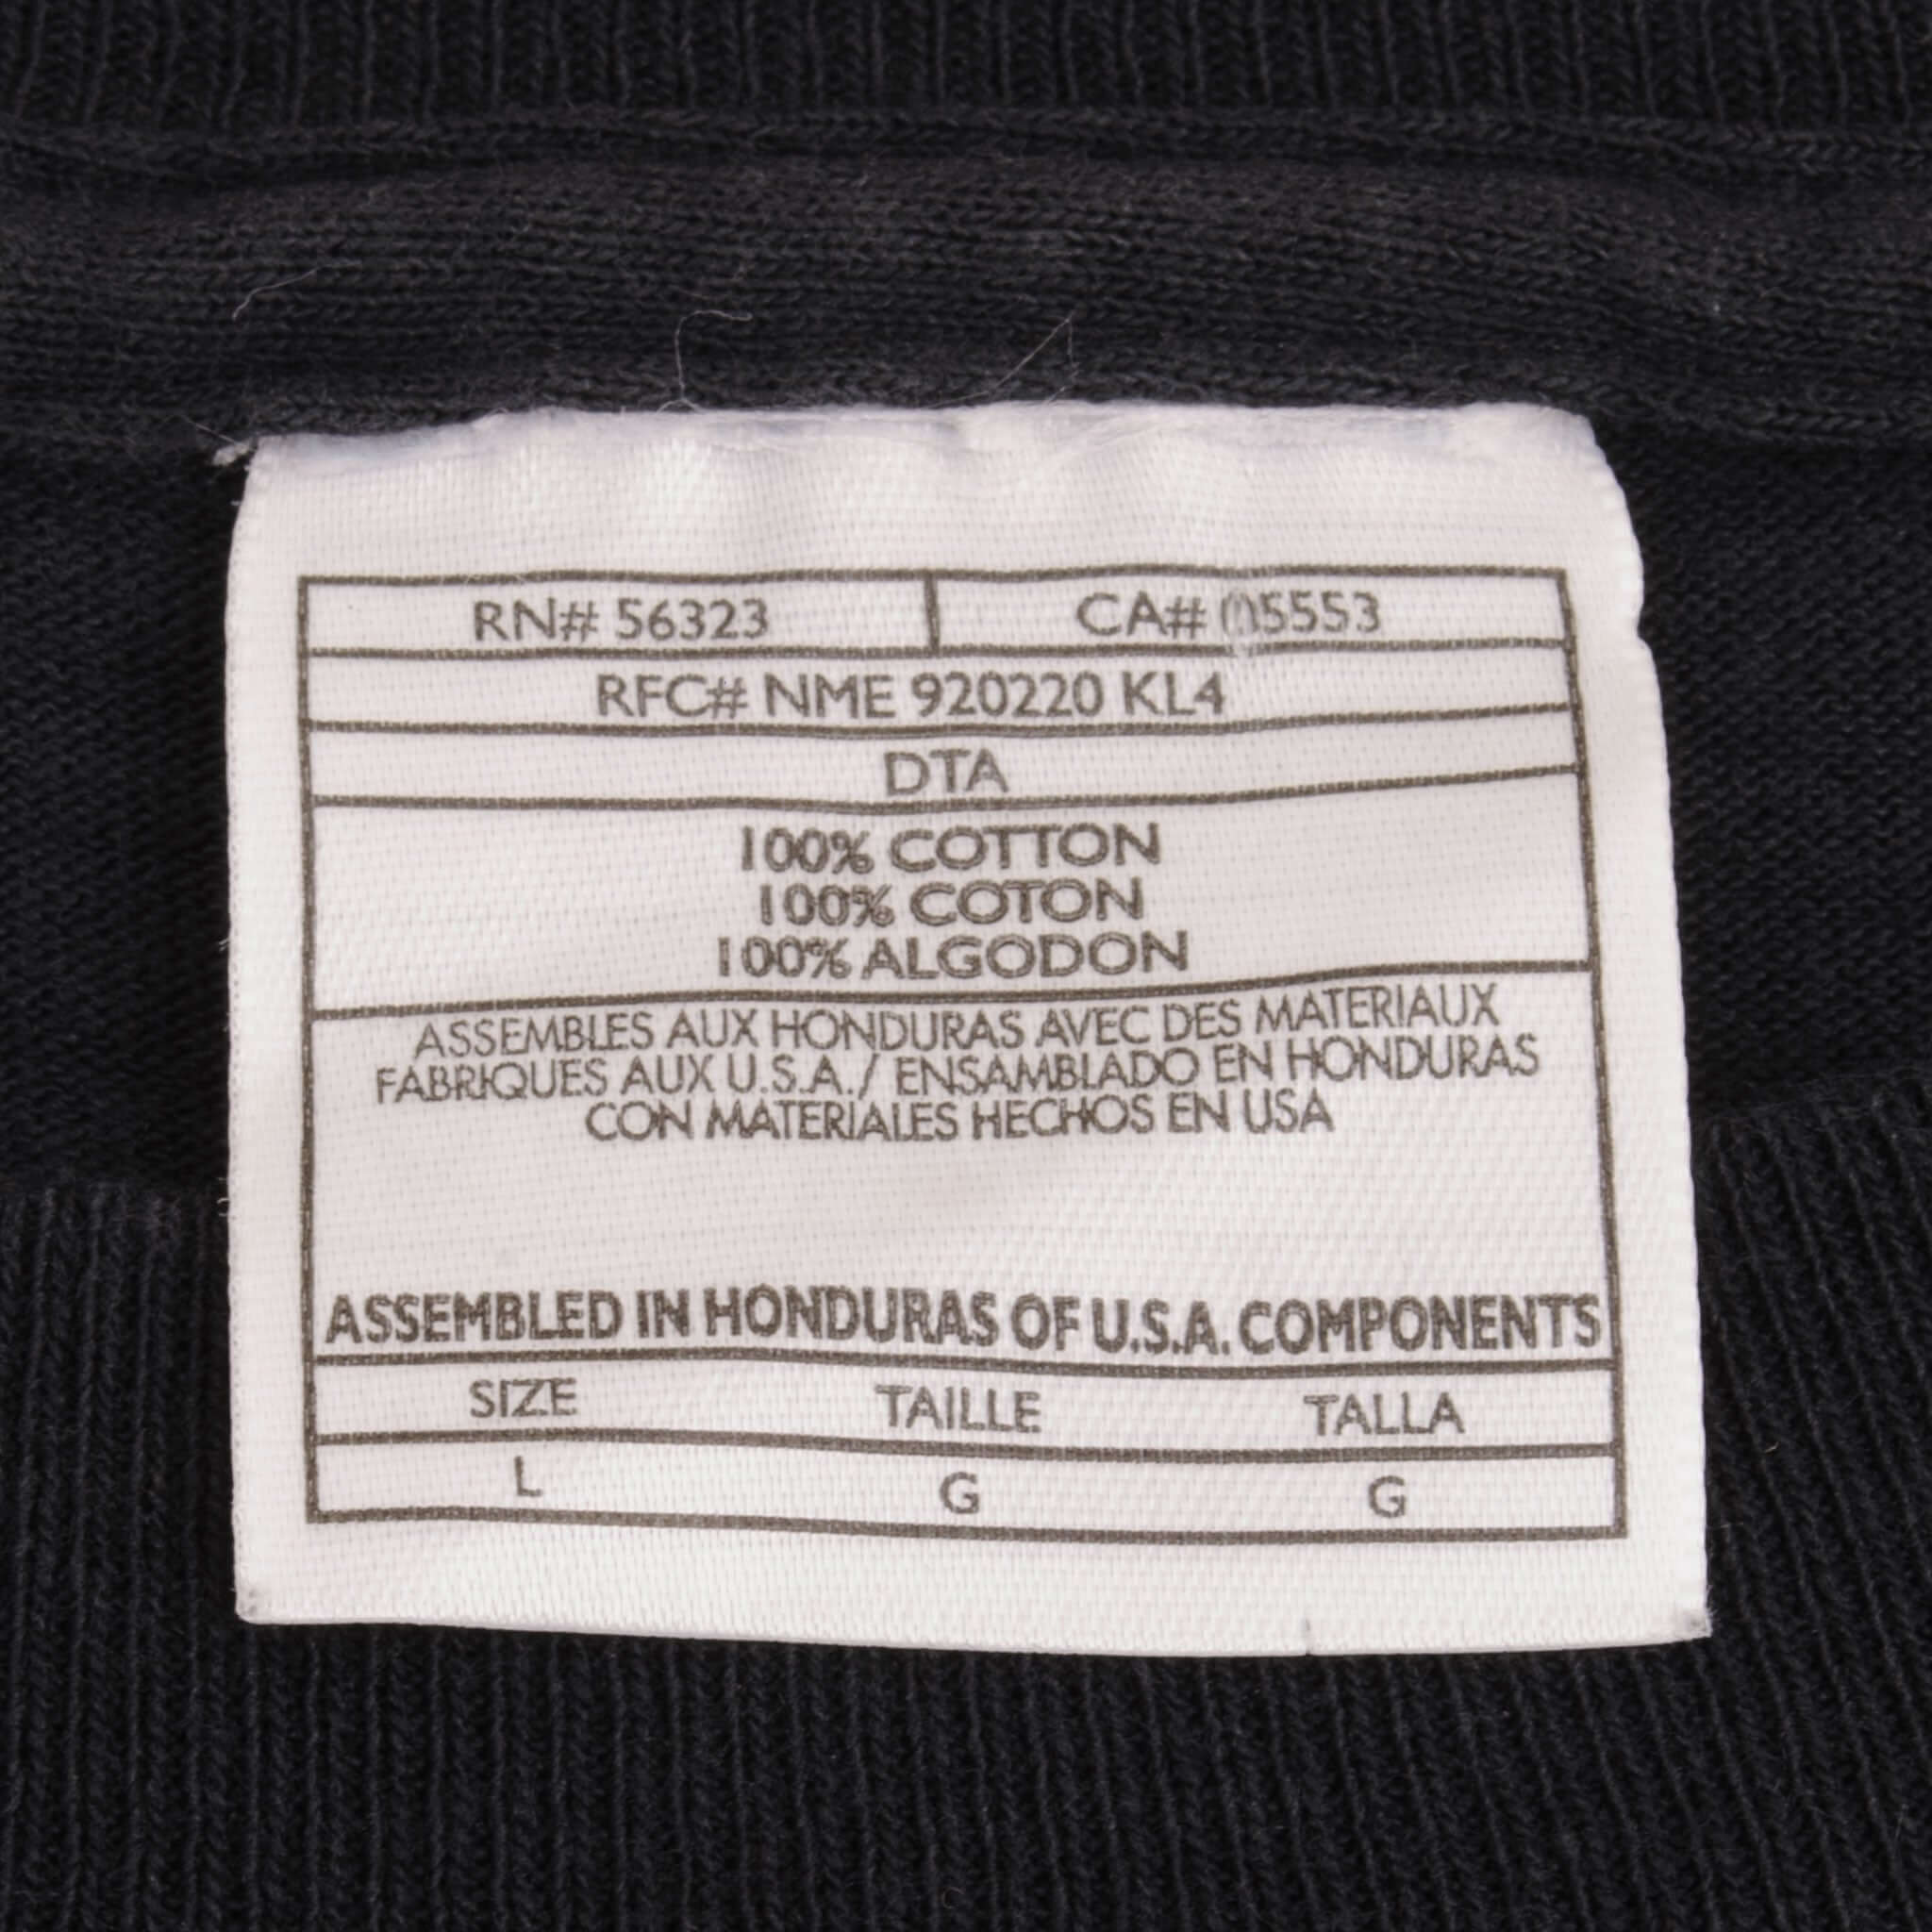 RN# 56323 CA# 05553
RFC# NME 920220 KL4
DTA
100% COTTON
100% COTON
100% ALGODON
ASSEMBLES AUX HONDURAS AVEC DES MATERIAUX
FABRIQUES AUX U.S.A./ ENSAMBLADO EN HONDURAS
CON MATERIALES HECHOS EN USA
ASSEMBLED IN HONDURAS OF U.S.A. COMPONENTS
SIZE TAILLE TALLA
L G G